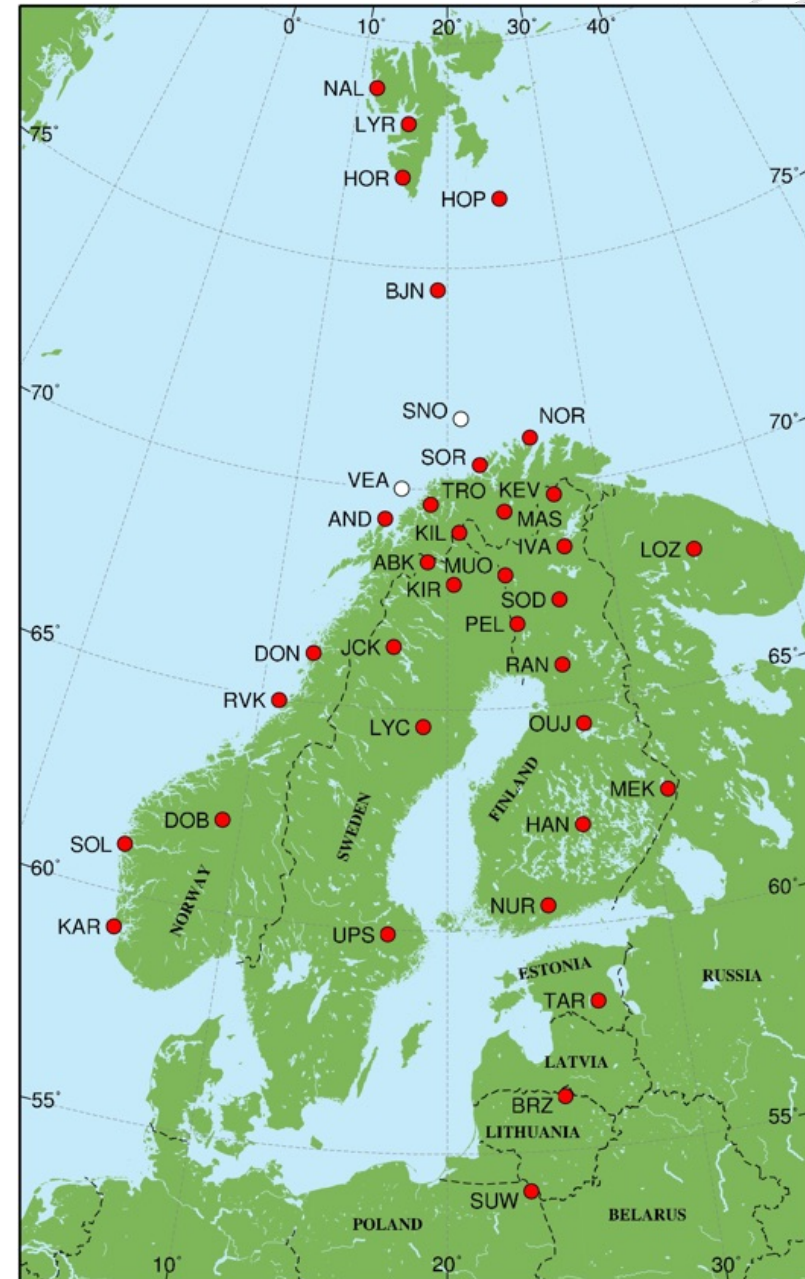 0°
10°
20°
30°
40°
NAL
75°
LYR
75°
HOR
HOP
BJN
70°
SNO
NOR
70°
SOR
VEA
TRO
KEV
AND
MAS
KIL
IVA
LOZ
ABK
MUO
KIR
SOD
65°
PEL
JCK
65°
DON
RAN
RVK
LYC
OUJ
FINLAND
MEK
DOB
SWEDEN
HAN
SOL
60°
60°
NORWAY
NUR
KAR
UPS
ESTONIA
RUSSIA
TAR
LATVIA
55°
BRZ
55°
LITHUANIA
SUW
POLAND
BELARUS
10°
20°
30°